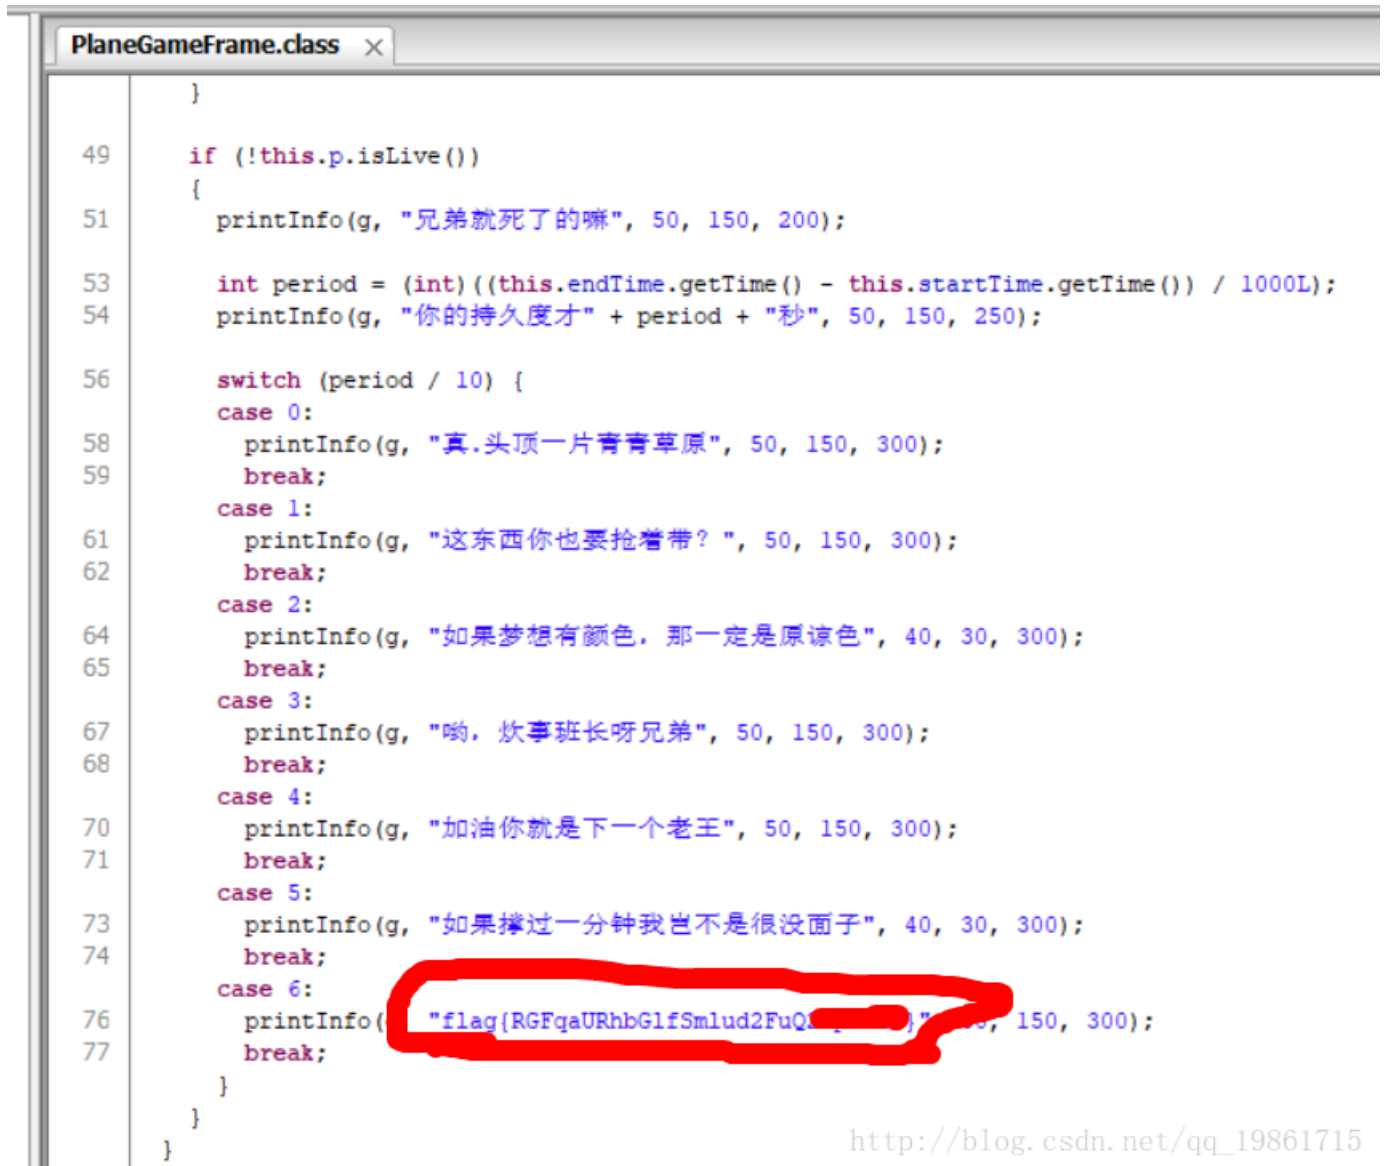 PlaneGameFrame.class ×
}
49 if (!this.p.isLive())
{
51 printInfo(g, "兄弟就死了的嘛", 50, 150, 200);
53 int period = (int)((this.endTime.getTime() - this.startTime.getTime()) / 1000L);
54 printInfo(g, "你的持久度才" + period + "秒", 50, 150, 250);
56 switch (period / 10) {
case 0:
58 printInfo(g, "真.头顶一片青青草原", 50, 150, 300);
59 break;
case 1:
61 printInfo(g, "这东西你也要抢着带？", 50, 150, 300);
62 break;
case 2:
64 printInfo(g, "如果梦想有颜色，那一定是原谅色", 40, 30, 300);
65 break;
case 3:
67 printInfo(g, "哟，炊事班长呀兄弟", 50, 150, 300);
68 break;
case 4:
70 printInfo(g, "加油你就是下一个老王", 50, 150, 300);
71 break;
case 5:
73 printInfo(g, "如果撑过一分钟我岂不是很没面子", 40, 30, 300);
74 break;
case 6:
76 printInfo( "flag{RGFqaURhbGlfSmlud2FuQ }" , 150, 300);
77 break;
}
}
}
http://blog.csdn.net/qq_19861715